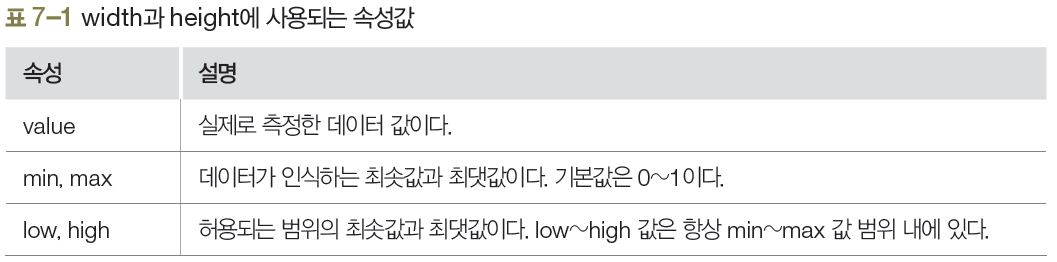 표 7-1 width과 height에 사용되는 속성값
속성 설명
value 실제로 측정한 데이터 값이다.
min, max 데이터가 인식하는 최솟값과 최댓값이다. 기본값은 0~1이다.
low, high 허용되는 범위의 최솟값과 최댓값이다. low~high 값은 항상 min~max 값 범위 내에 있다.